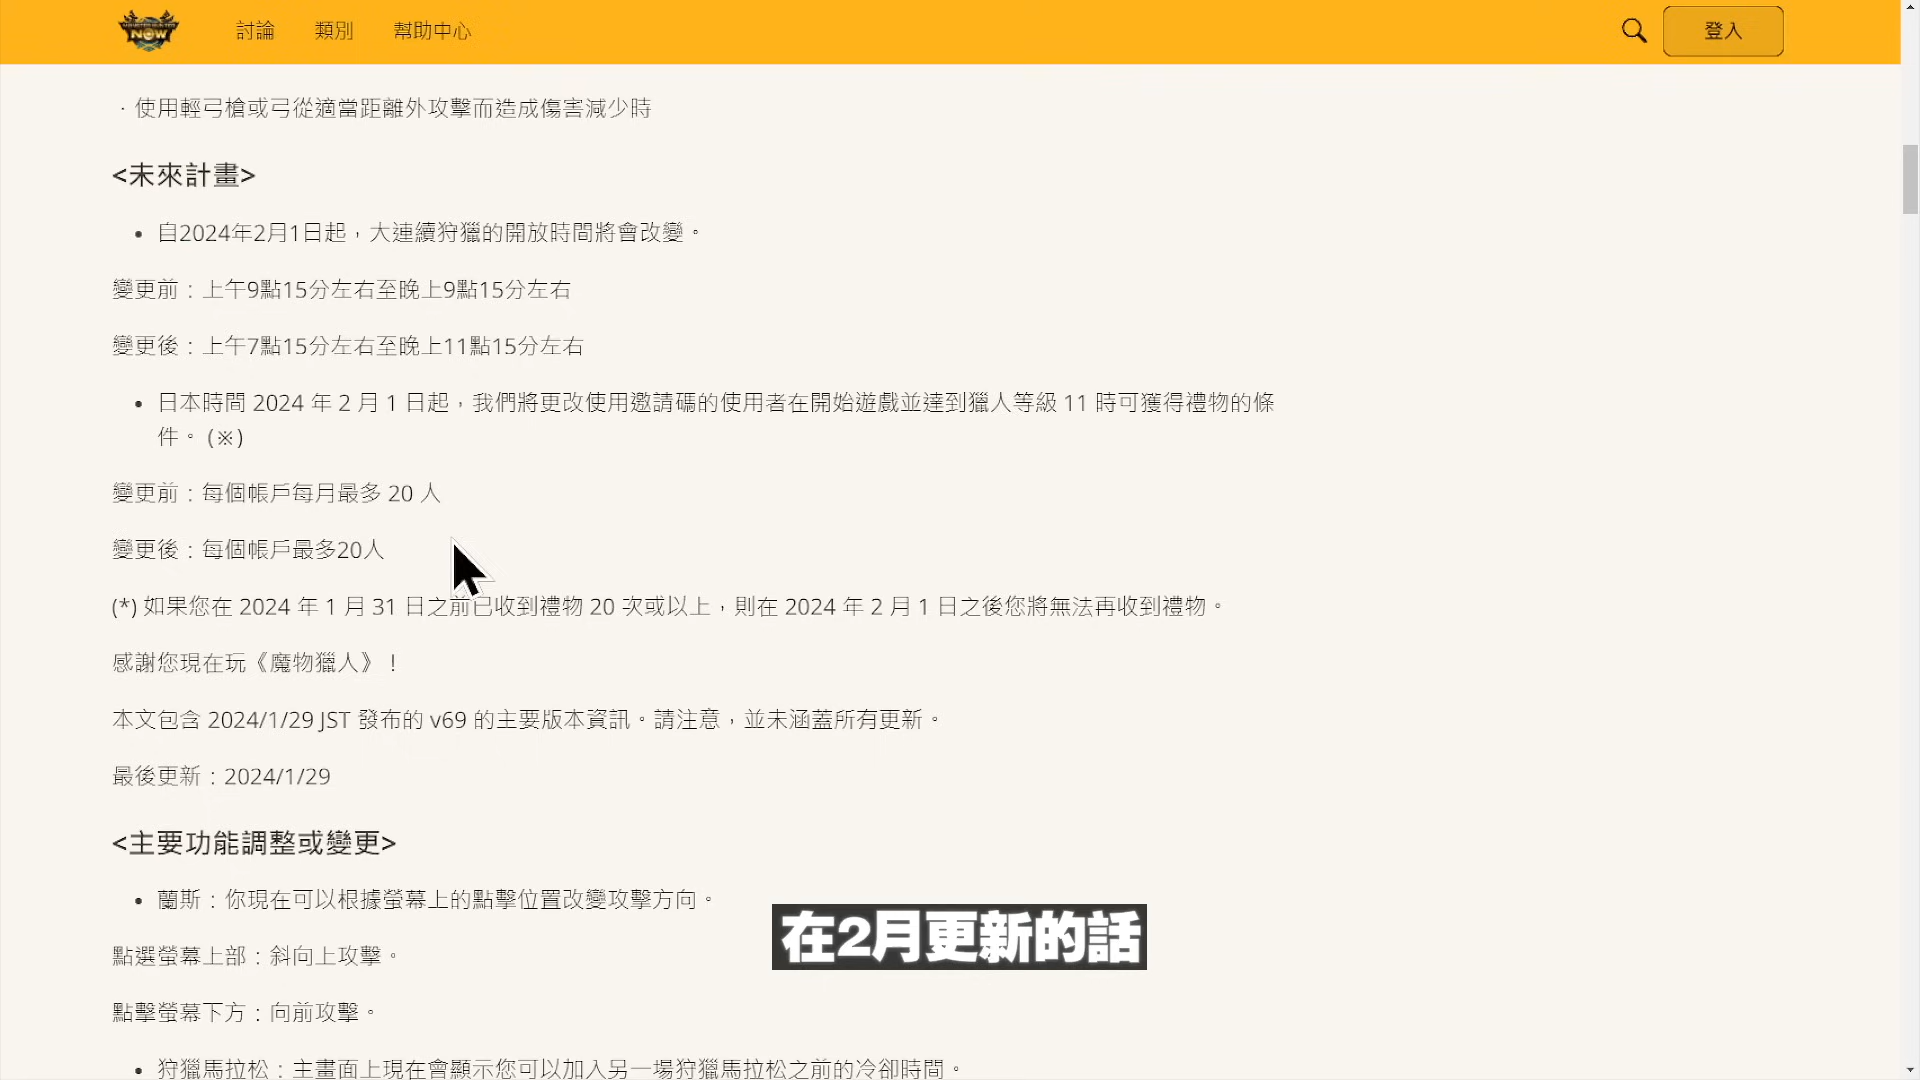 NOW
討論 類別 幫助中心 登入
．使用輕弓槍或弓從適當距離外攻擊而造成傷害減少時
<未來計畫>
• 自2024年2月1日起，大連續狩獵的開放時間將會改變。
變更前：上午9點15分左右至晚上9點15分左右
變更後：上午7點15分左右至晚上11點15分左右
• 日本時間 2024 年 2 月 1 日起，我們將更改使用邀請碼的使用者在開始遊戲並達到獵人等級 11 時可獲得禮物的條
件。 (※)
變更前：每個帳戶每月最多 20 人
變更後：每個帳戶最多20人
(*) 如果您在 2024 年 1 月 31 日之前已收到禮物 20 次或以上，則在 2024 年 2 月 1 日之後您將無法再收到禮物。
感謝您現在玩《魔物獵人》！
本文包含 2024/1/29 JST 發布的 v69 的主要版本資訊。請注意，並未涵蓋所有更新。
最後更新：2024/1/29
<主要功能調整或變更>
• 蘭斯：你現在可以根據螢幕上的點擊位置改變攻擊方向。
在2月更新的話
點選螢幕上部：斜向上攻擊。
點擊螢幕下方：向前攻擊。
• 狩獵馬拉松：主畫面上現在會顯示您可以加入另一場狩獵馬拉松之前的冷卻時間。